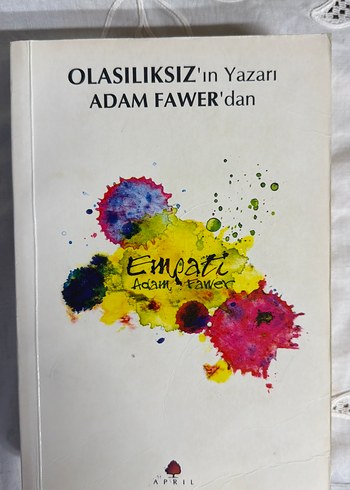 OLASILIKSIZ'ın Yazarı
ADAM FAWER'dan
Empati
Adam Fawer
APRIL